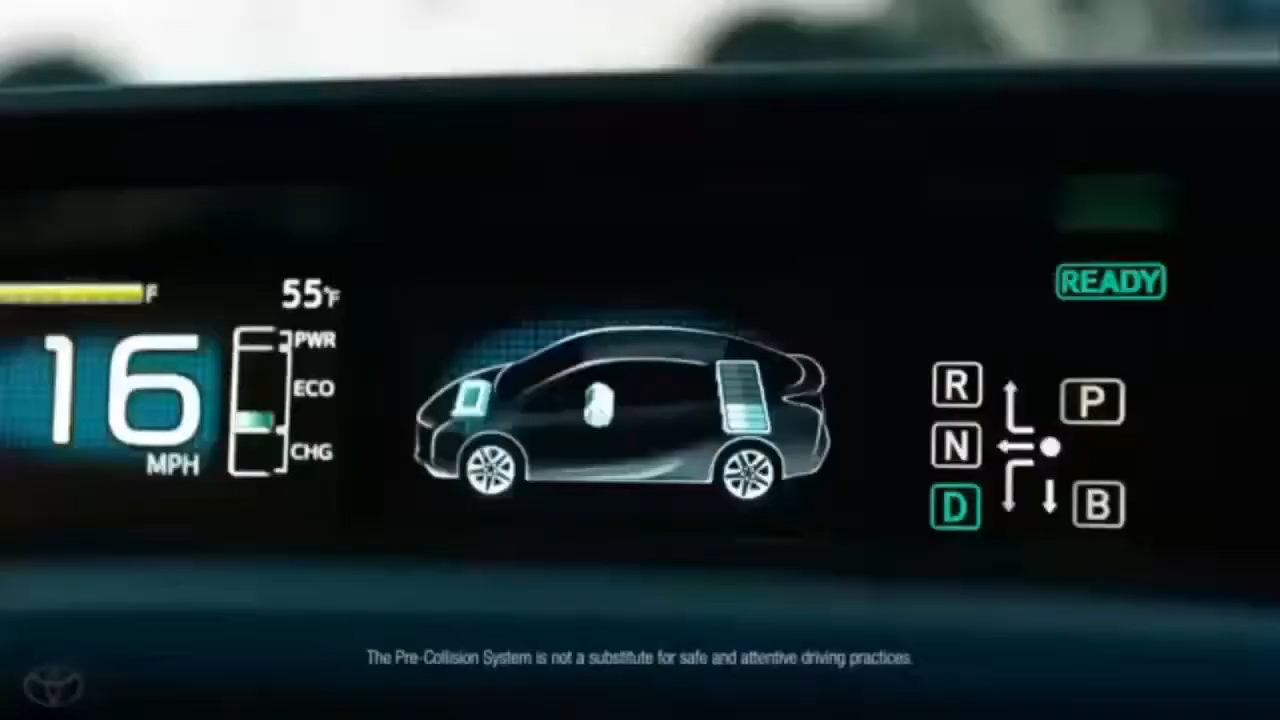 F
55°F
16
MPH
PWR
ECO
CHG
READY
R
N
D
P
B
The Pre-Collision System is not a substitute for safe and attentive driving practices.